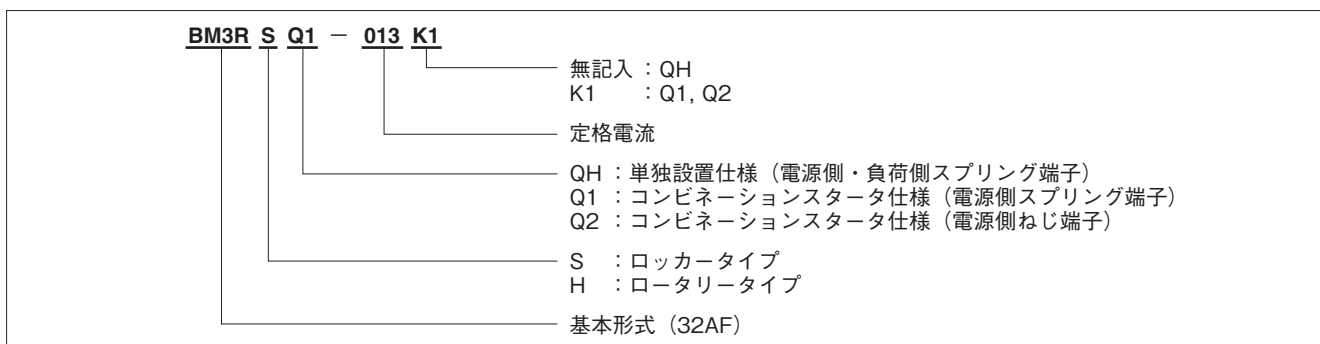 BM3R S Q1 － 013 K1
無記入：QH
K1　：Q1, Q2
定格電流
QH：単独設置仕様（電源側・負荷側スプリング端子）
Q1：コンビネーションスタータ仕様（電源側スプリング端子）
Q2：コンビネーションスタータ仕様（電源側ねじ端子）
S　：ロッカータイプ
H　：ロータリータイプ
基本形式（32AF）